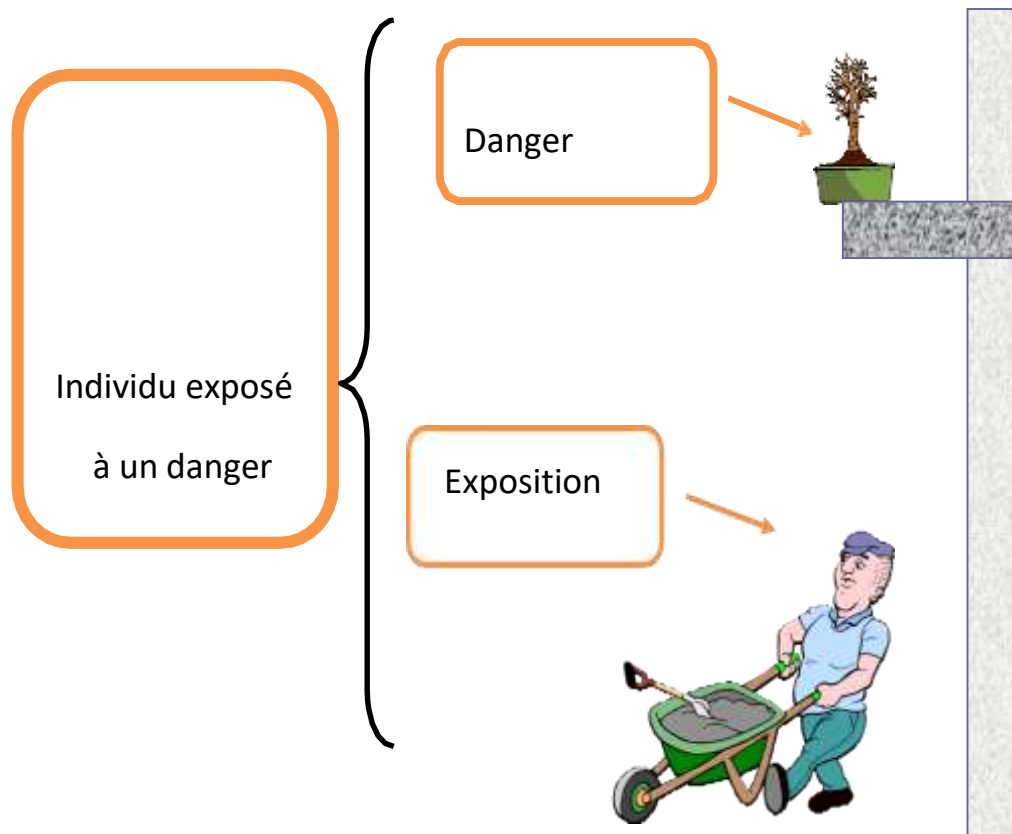 Individu exposé
à un danger
Danger
Exposition